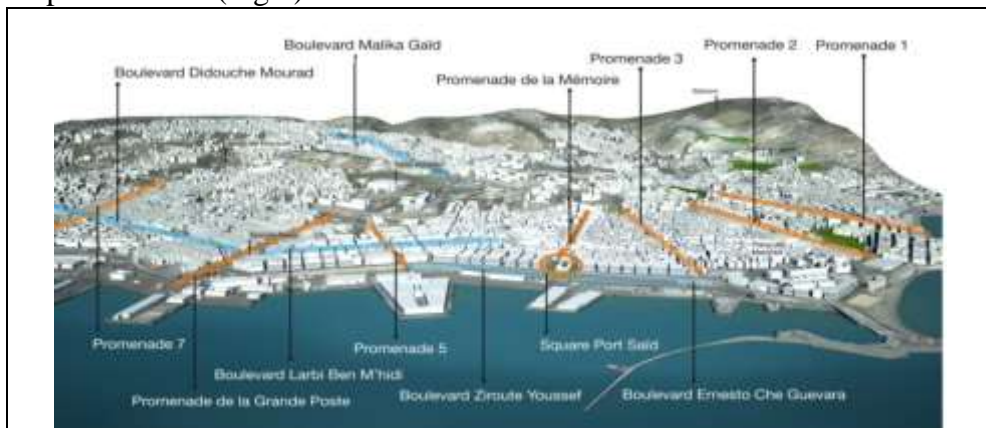 Boulevard Malika Gaïd
Boulevard Didouche Mourad
Promenade de la Mémoire
Promenade 3
Promenade 2
Promenade 1
Promenade 7
Promenade de la Grande Poste
Boulevard Larbi Ben M'hidi
Promenade 5
Boulevard Ziroute Youssef
Square Port Saïd
Boulevard Ernesto Che Guevara